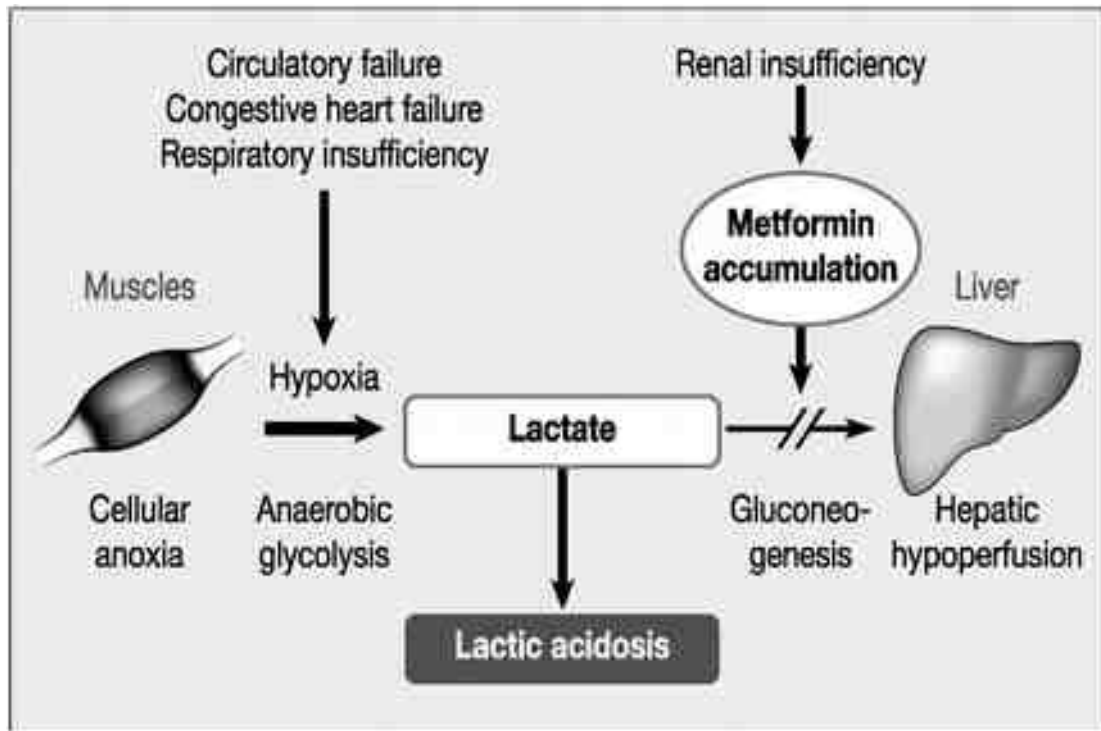 Circulatory failure
Congestive heart failure
Respiratory insufficiency
Renal insufficiency
Metformin
accumulation
Muscles
Liver
Hypoxia
Lactate
Cellular
anoxia
Anaerobic
glycolysis
Gluconeo-
genesis
Hepatic
hypoperfusion
Lactic acidosis